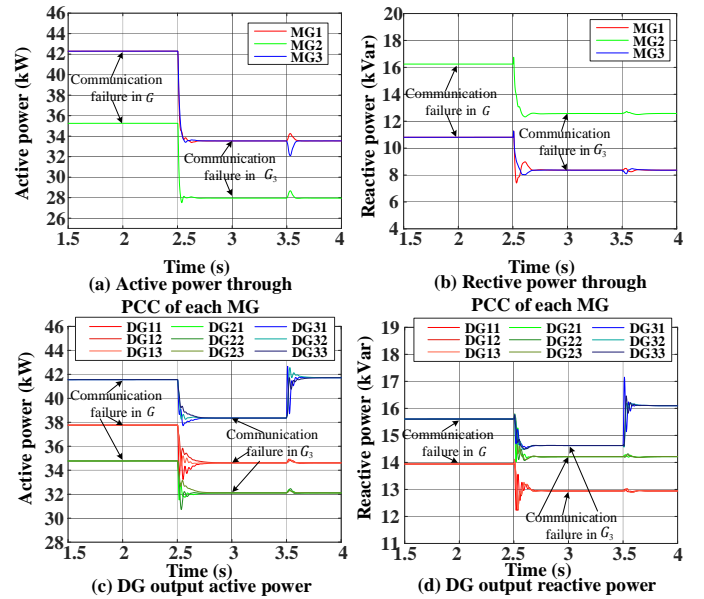 Active power (kW)
46
44
42
40
38
36
34
32
30
28
26
1.5 2 2.5 3 3.5 4
MG1
MG2
MG3
Communication
failure in G
Communication
failure in G3
Time (s)
(a) Active power through
PCC of each MG
Reactive power (kVar)
20
18
16
14
12
10
8
6
4
1.5 2 2.5 3 3.5 4
MG1
MG2
MG3
Communication
failure in G
Communication
failure in G3
Time (s)
(b) Rective power through
PCC of each MG
Active power (kW)
46
44
42
40
38
36
34
32
30
28
1.5 2 2.5 3 3.5 4
DG11 DG21 DG31
DG12 DG22 DG32
DG13 DG23 DG33
Communication
failure in G
Communication
failure in G3
Time (s)
(c) DG output active power
Reactive power (kVar)
19
18
17
16
15
14
13
12
11
1.5 2 2.5 3 3.5 4
DG11 DG21 DG31
DG12 DG22 DG32
DG13 DG23 DG33
Communication
failure in G
Communication
failure in G3
Time (s)
(d) DG output reactive power